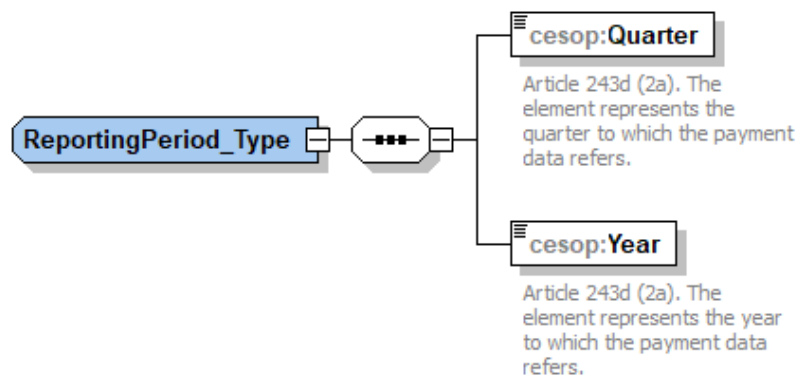 cesop:Quarter
Article 243d (2a). The
element represents the
quarter to which the payment
data refers.
ReportingPeriod_Type
cesop:Year
Article 243d (2a). The
element represents the year
to which the payment data
refers.